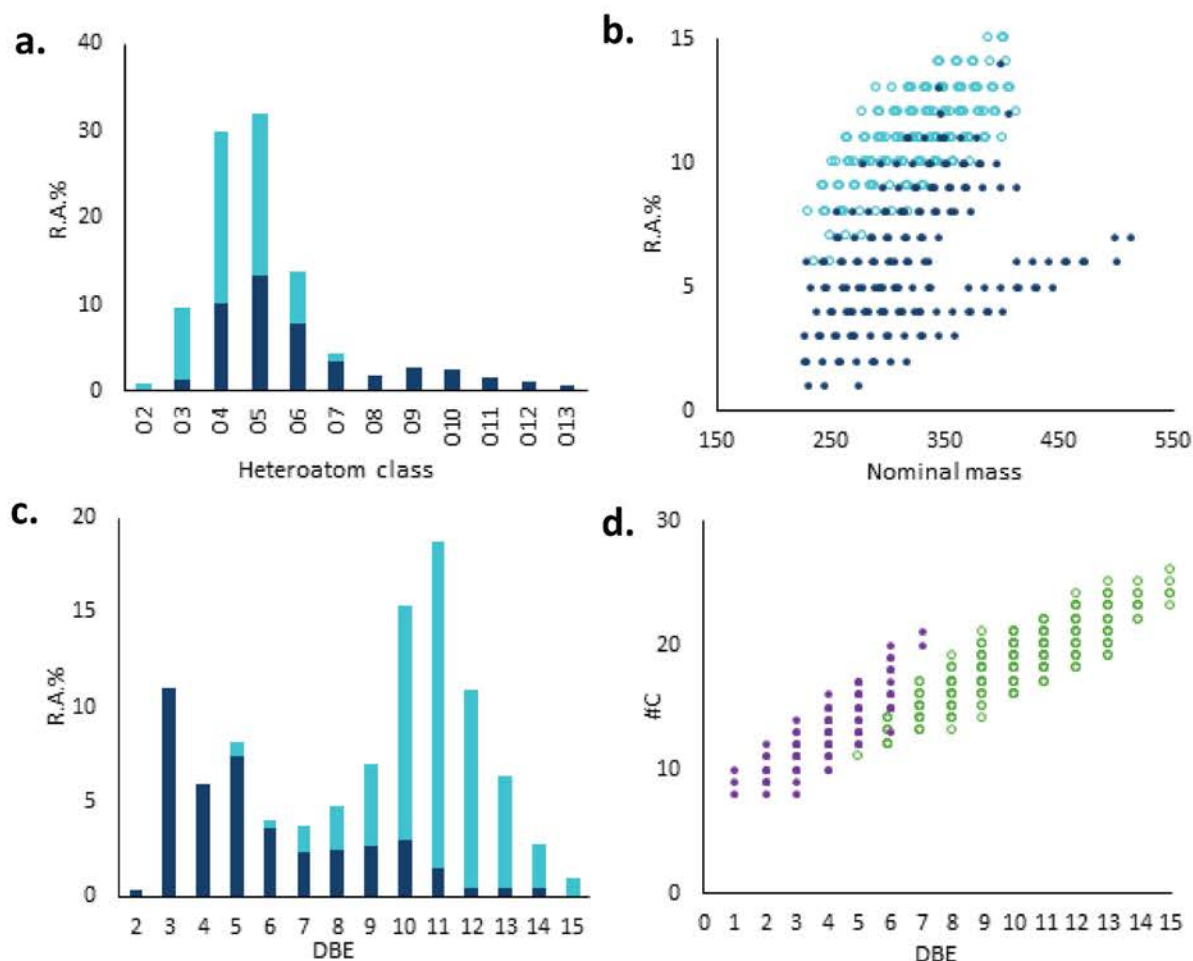 a.
40
30
20
10
0
R.A.%
O2 O3 O4 O5 O6 O7 O8 O9 O10 O11 O12 O13
Heteroatom class
b.
15
10
5
0
R.A.%
150 250 350 450 550
Nominal mass
c.
20
15
10
5
0
R.A.%
2 3 4 5 6 7 8 9 10 11 12 13 14 15
DBE
d.
30
20
10
0
#C
0 1 2 3 4 5 6 7 8 9 10 11 12 13 14 15
DBE